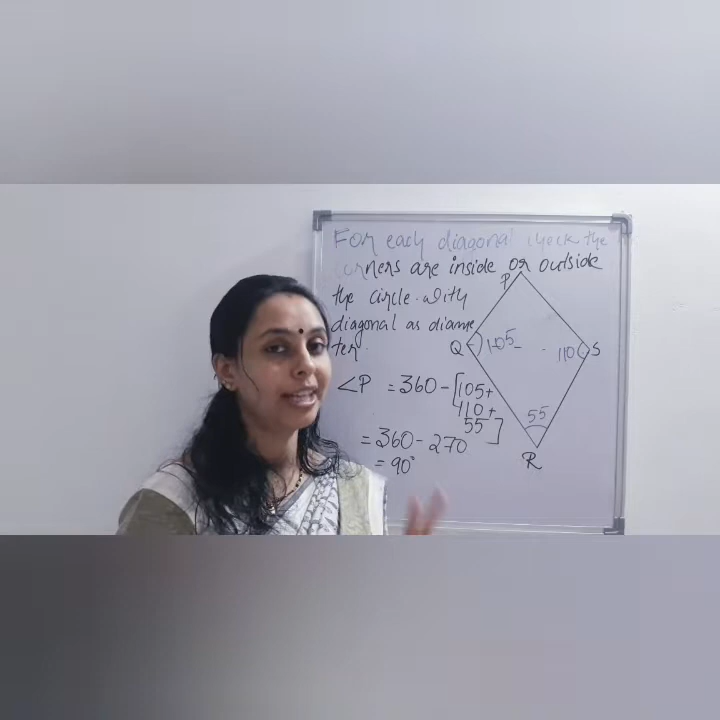 For each diagonal check the
corners are inside or outside
the circle with
diagonal as diame
ter.
P
Q 105
110 S
∠P = 360 - [105+
110+
55]
55
= 360 - 270
= 90°
R